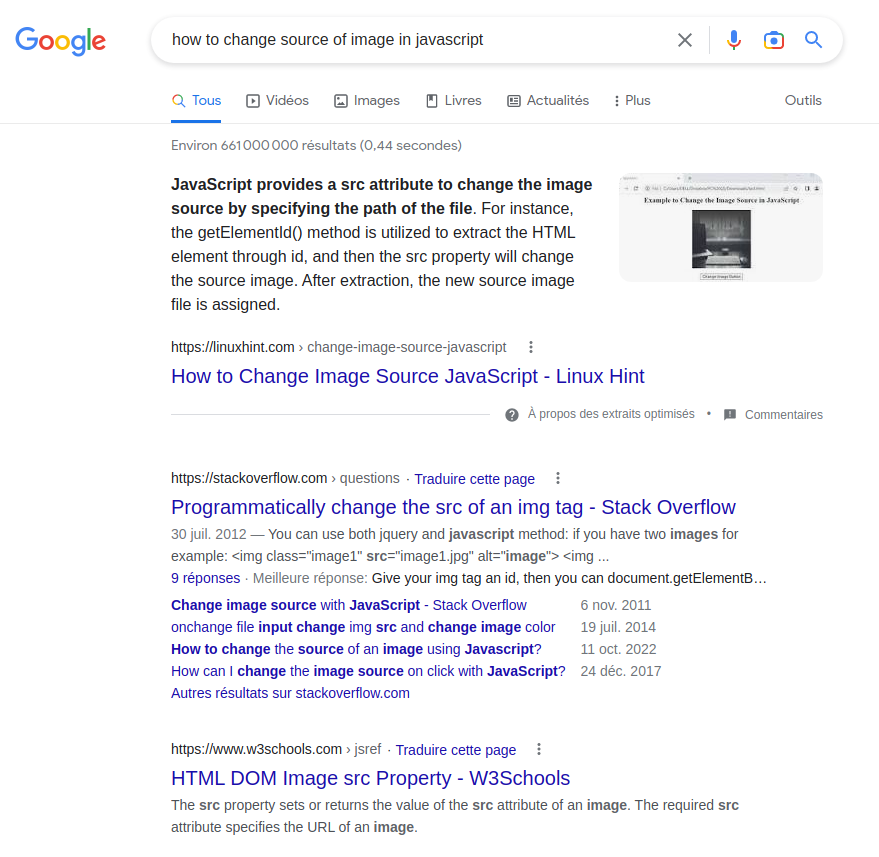 Google
how to change source of image in javascript
Tous Vidéos Images Livres Actualités Plus Outils
Environ 661 000 000 résultats (0,44 secondes)
JavaScript provides a src attribute to change the image
source by specifying the path of the file. For instance,
the getElementId() method is utilized to extract the HTML
element through id, and then the src property will change
the source image. After extraction, the new source image
file is assigned.
Example to Change the Image Source in JavaScript
Change Image Button
https://linuxhint.com › change-image-source-javascript
How to Change Image Source JavaScript - Linux Hint
À propos des extraits optimisés • Commentaires
https://stackoverflow.com › questions · Traduire cette page
Programmatically change the src of an img tag - Stack Overflow
30 juil. 2012 — You can use both jquery and javascript method: if you have two images for
example: <img class="image1" src="image1.jpg" alt="image"> <img ...
9 réponses · Meilleure réponse: Give your img tag an id, then you can document.getElementB…
Change image source with JavaScript - Stack Overflow 6 nov. 2011
onchange file input change img src and change image color 19 juil. 2014
How to change the source of an image using Javascript? 11 oct. 2022
How can I change the image source on click with JavaScript? 24 déc. 2017
Autres résultats sur stackoverflow.com
https://www.w3schools.com › jsref · Traduire cette page
HTML DOM Image src Property - W3Schools
The src property sets or returns the value of the src attribute of an image. The required src
attribute specifies the URL of an image.